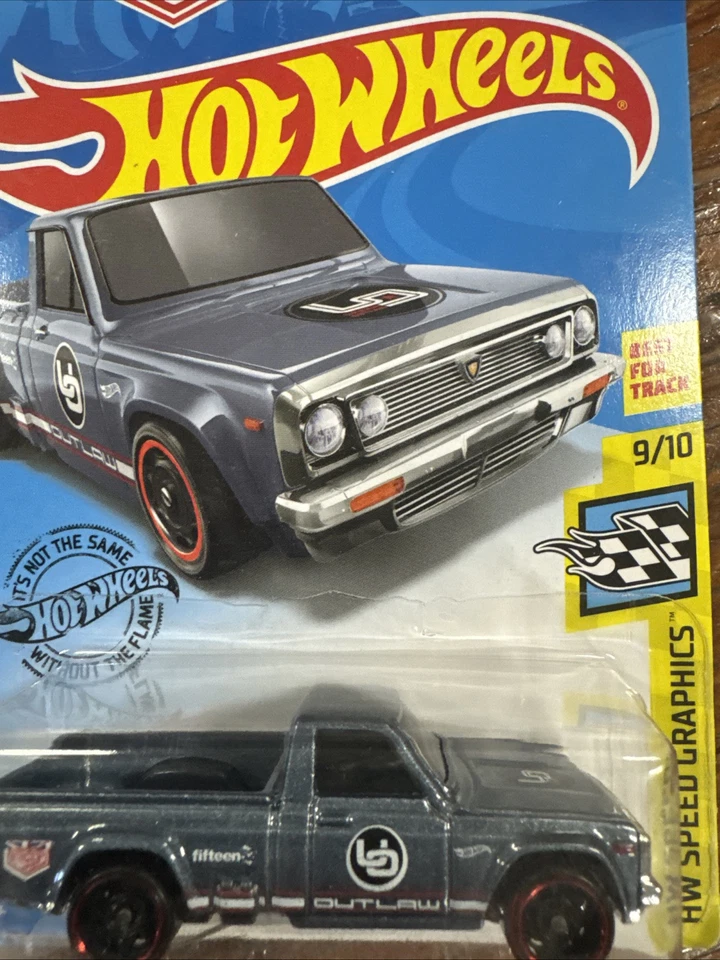 HOT WHEELS®
BEST
FOR
TRACK
9/10
OUTLAW
IT'S NOT THE SAME
HOT WHEELS
WITHOUT THE FLAME
HW SPEED GRAPHICS™
fifteen
OUTLAW